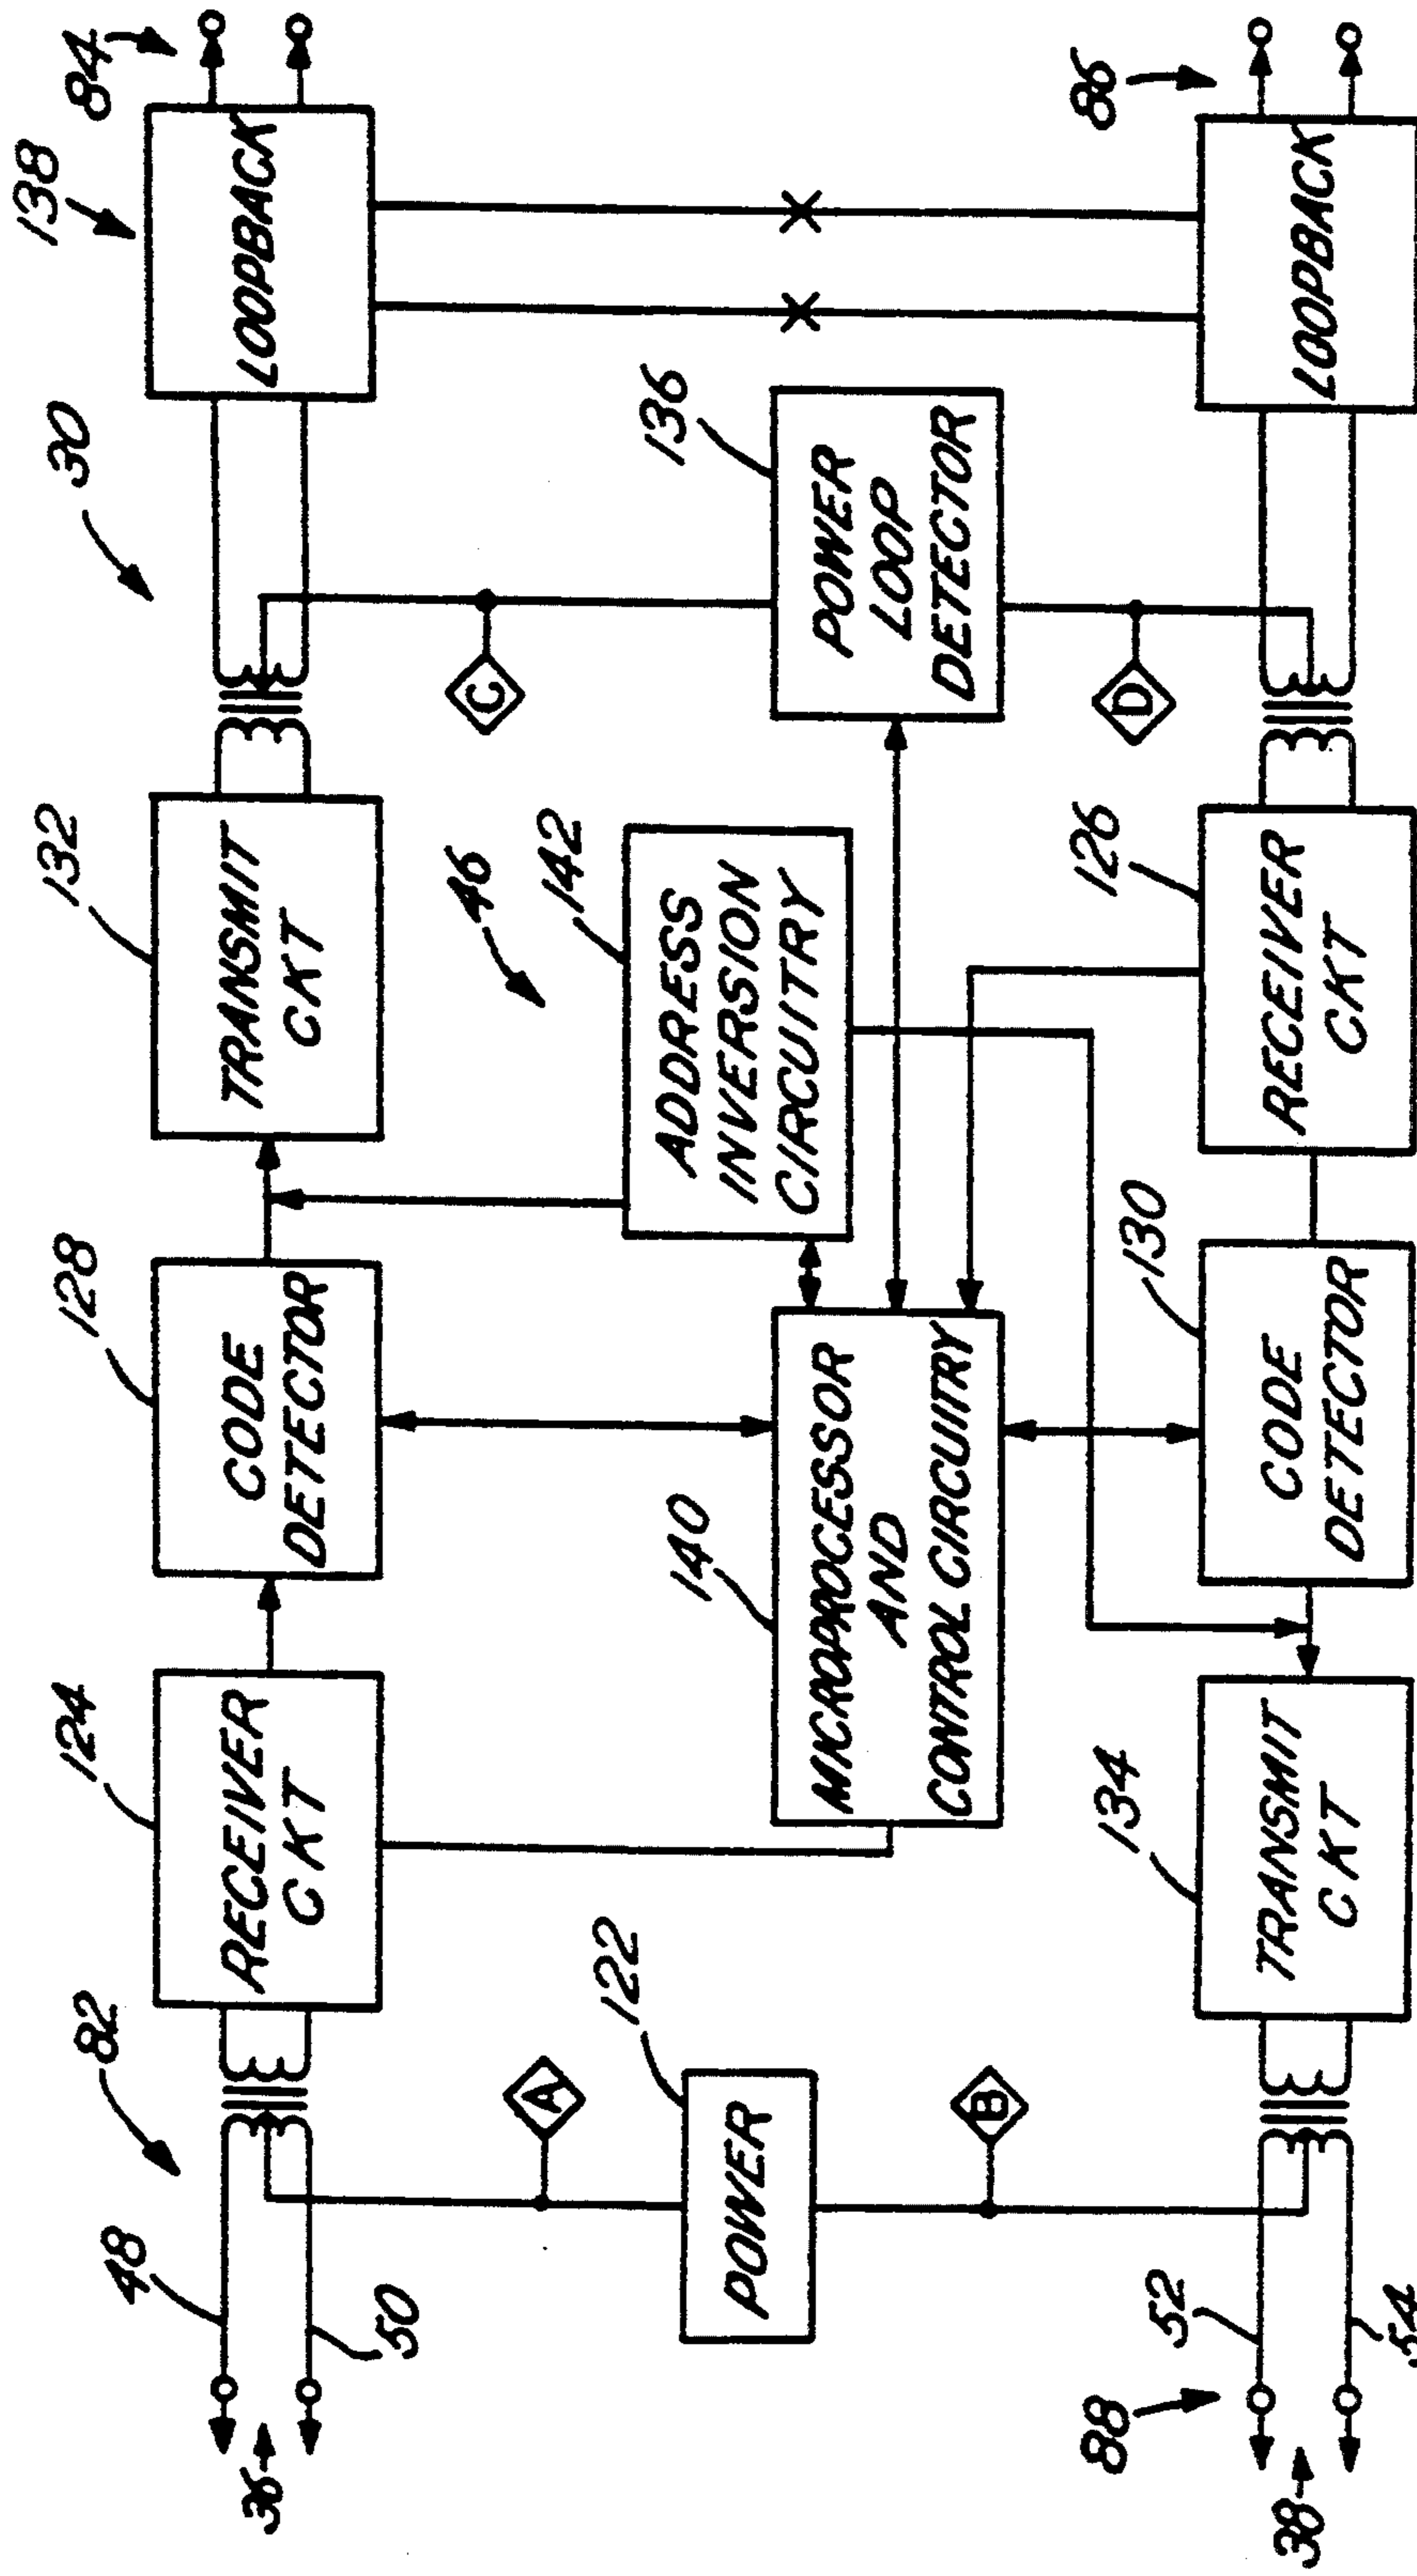 30
138
84
LOOPBACK
132
TRANSMIT
CKT
128
CODE
DETECTOR
124
RECEIVER
CKT
82
48
50
36
C
A
136
POWER
LOOP
DETECTOR
46
142
ADDRESS
INVERSION
CIRCUITRY
140
MICROPROCESSOR
AND
CONTROL CIRCUITRY
122
POWER
D
B
86
LOOPBACK
126
RECEIVER
CKT
130
CODE
DETECTOR
134
TRANSMIT
CKT
52
54
88
38